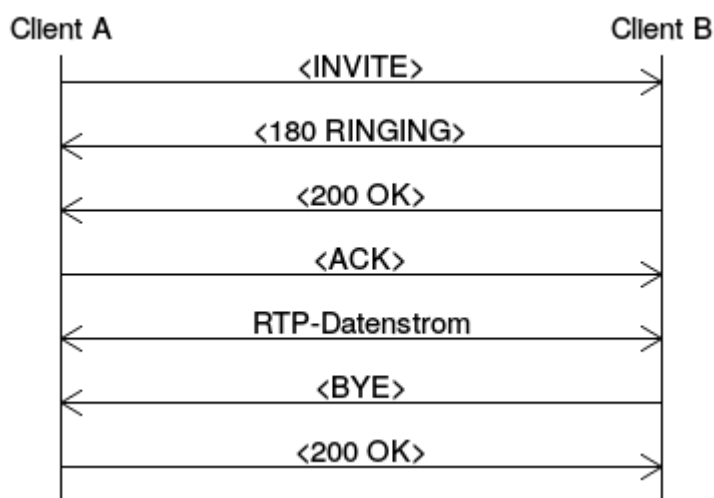 Client A Client B
<INVITE>
<180 RINGING>
<200 OK>
<ACK>
RTP-Datenstrom
<BYE>
<200 OK>